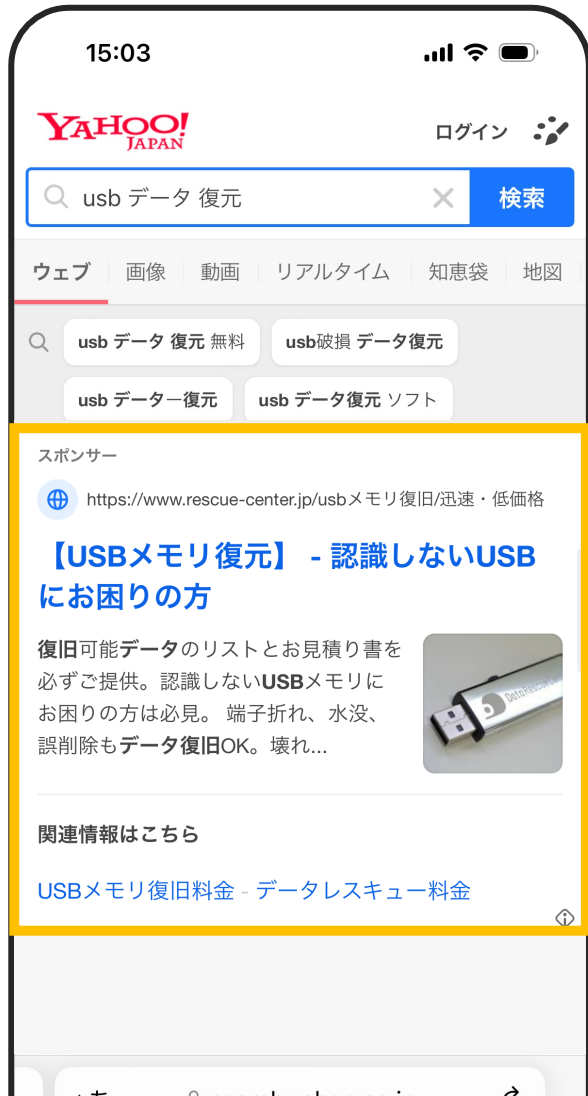 15:03
YAHOO!
JAPAN
ログイン
usb データ 復元
検索
ウェブ 画像 動画 リアルタイム 知恵袋 地図
usb データ 復元 無料 usb破損 データ復元
usb データー復元 usb データ復元 ソフト
スポンサー
https://www.rescue-center.jp/usbメモリ復旧/迅速・低価格
【USBメモリ復元】 - 認識しないUSB
にお困りの方
復旧可能データのリストとお見積り書を
必ずご提供。認識しないUSBメモリに
お困りの方は必見。 端子折れ、水没、
誤削除もデータ復旧OK。壊れ...
関連情報はこちら
USBメモリ復旧料金 - データレスキュー料金